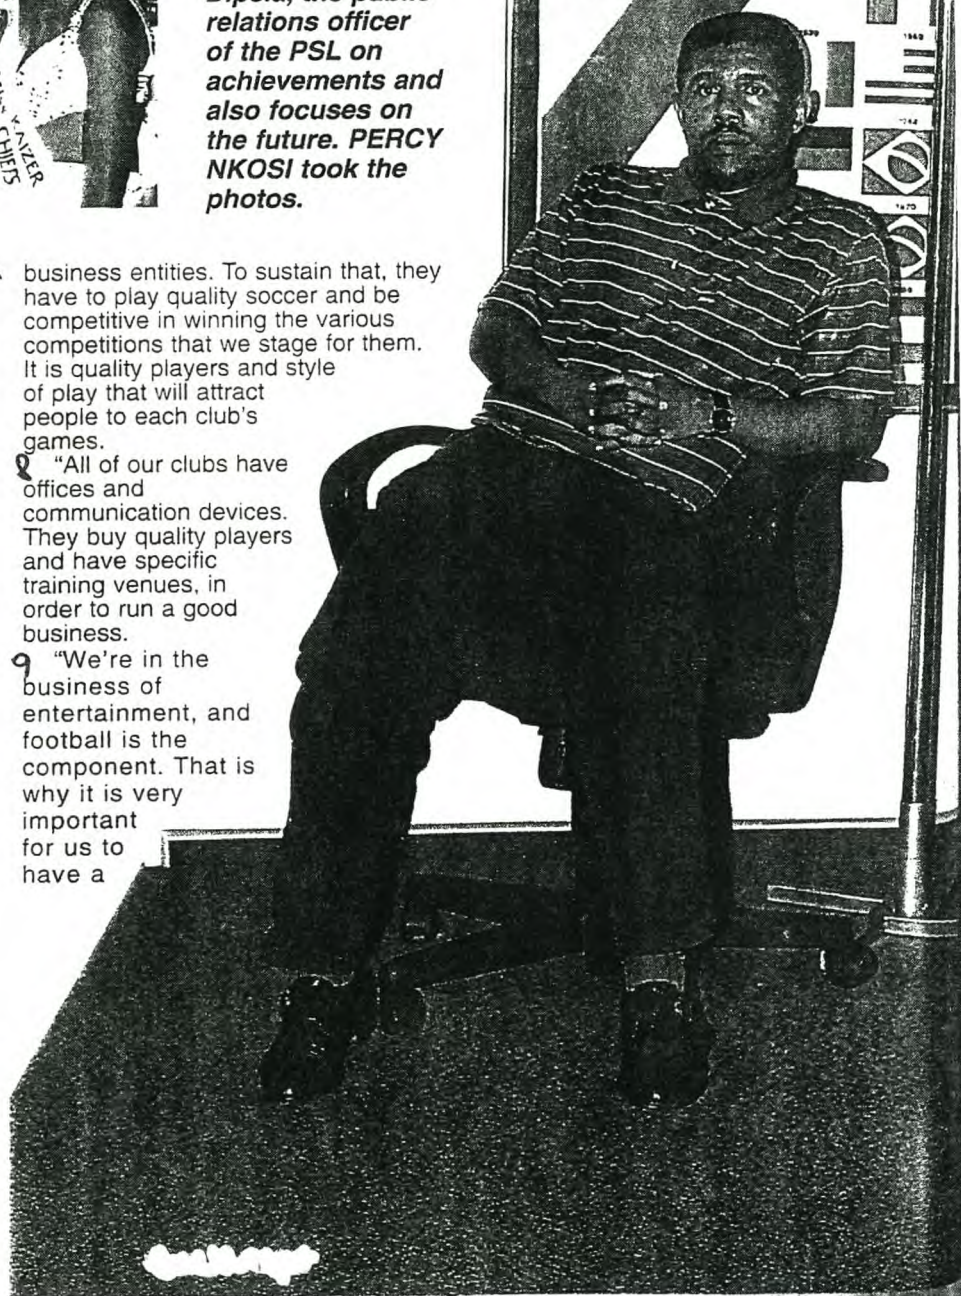 relations officer
of the PSL on
achievements and
also focuses on
the future. PERCY
NKOSI took the
photos.
KAIZER
CHIEFS
business entities. To sustain that, they
have to play quality soccer and be
competitive in winning the various
competitions that we stage for them.
It is quality players and style
of play that will attract
people to each club's
games.
8 "All of our clubs have
offices and
communication devices.
They buy quality players
and have specific
training venues, in
order to run a good
business.
9 "We're in the
business of
entertainment, and
football is the
component. That is
why it is very
important
for us to
have a
1970